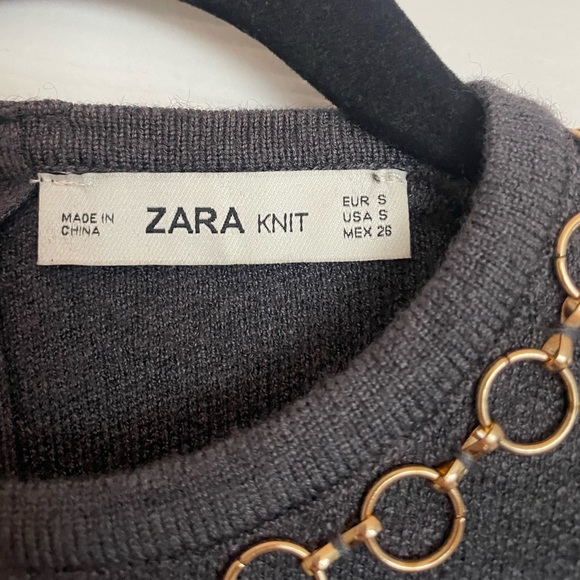 MADE IN
CHINA
ZARA KNIT
EUR S
USA S
MEX 26